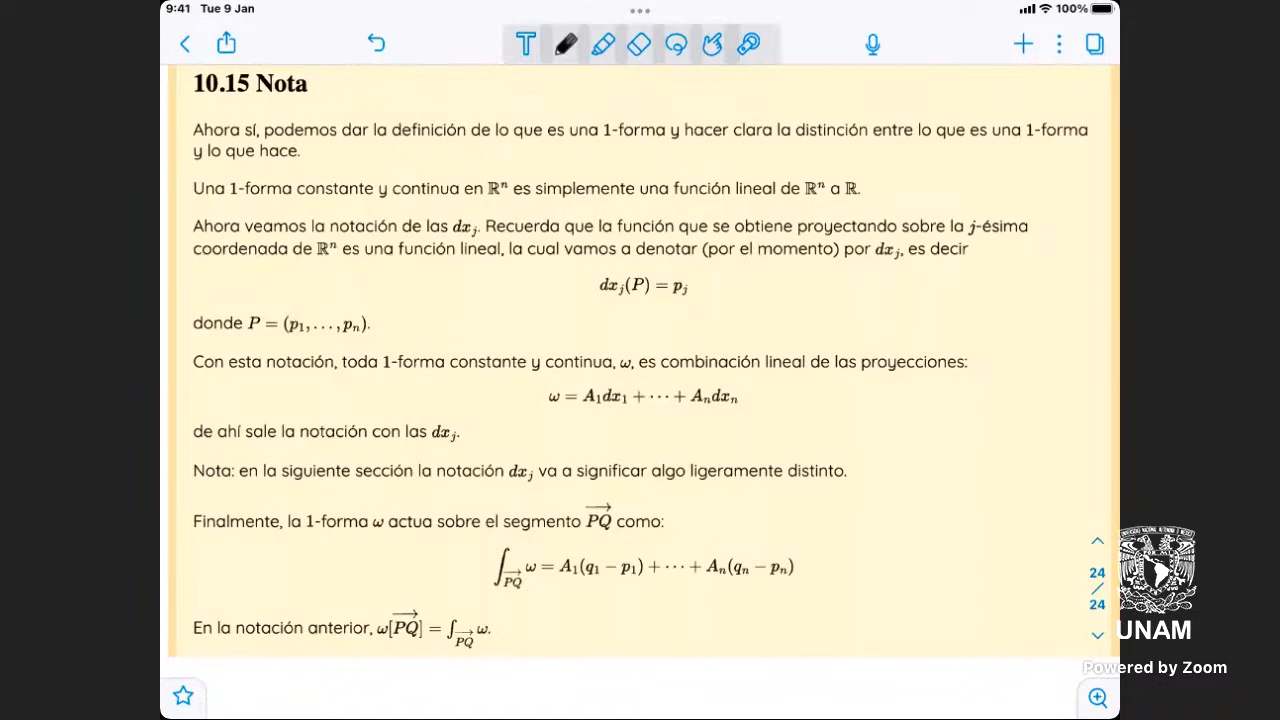 9:41 Tue 9 Jan
100%
10.15 Nota
Ahora sí, podemos dar la definición de lo que es una 1-forma y hacer clara la distinción entre lo que es una 1-forma
y lo que hace.
Una 1-forma constante y continua en ℝⁿ es simplemente una función lineal de ℝⁿ a ℝ.
Ahora veamos la notación de las dxⱼ. Recuerda que la función que se obtiene proyectando sobre la j-ésima
coordenada de ℝⁿ es una función lineal, la cual vamos a denotar (por el momento) por dxⱼ, es decir
dxⱼ(P) = pⱼ
donde P = (p₁, . . . , pₙ).
Con esta notación, toda 1-forma constante y continua, ω, es combinación lineal de las proyecciones:
ω = A₁dx₁ + ⋯ + Aₙdxₙ
de ahí sale la notación con las dxⱼ.
Nota: en la siguiente sección la notación dxⱼ va a significar algo ligeramente distinto.
Finalmente, la 1-forma ω actua sobre el segmento \overrightarrow{PQ} como:
∫_{\overrightarrow{PQ}} ω = A₁(q₁ − p₁) + ⋯ + Aₙ(qₙ − pₙ)
En la notación anterior, ω[\overrightarrow{PQ}] = ∫_{\overrightarrow{PQ}} ω.
24
/
24
UNAM
Powered by Zoom